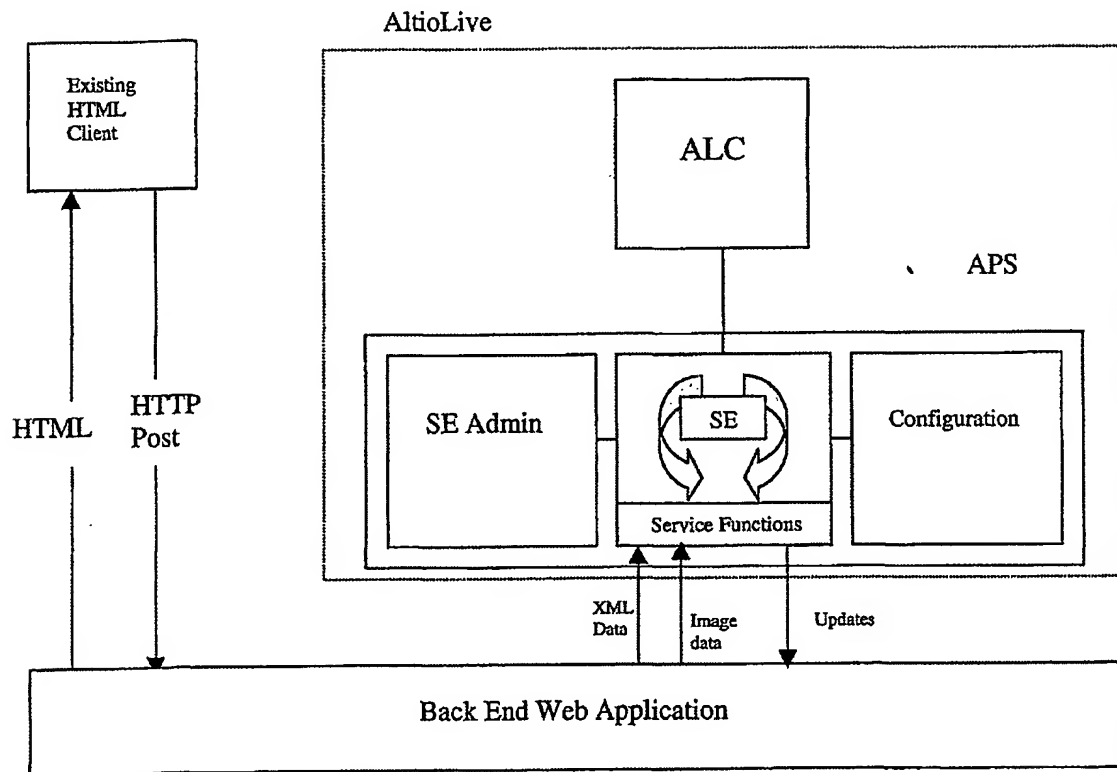 AltioLive
Existing
HTML
Client
ALC
APS
HTML
HTTP
Post
SE Admin
SE
Configuration
Service Functions
XML
Data
Image
data
Updates
Back End Web Application